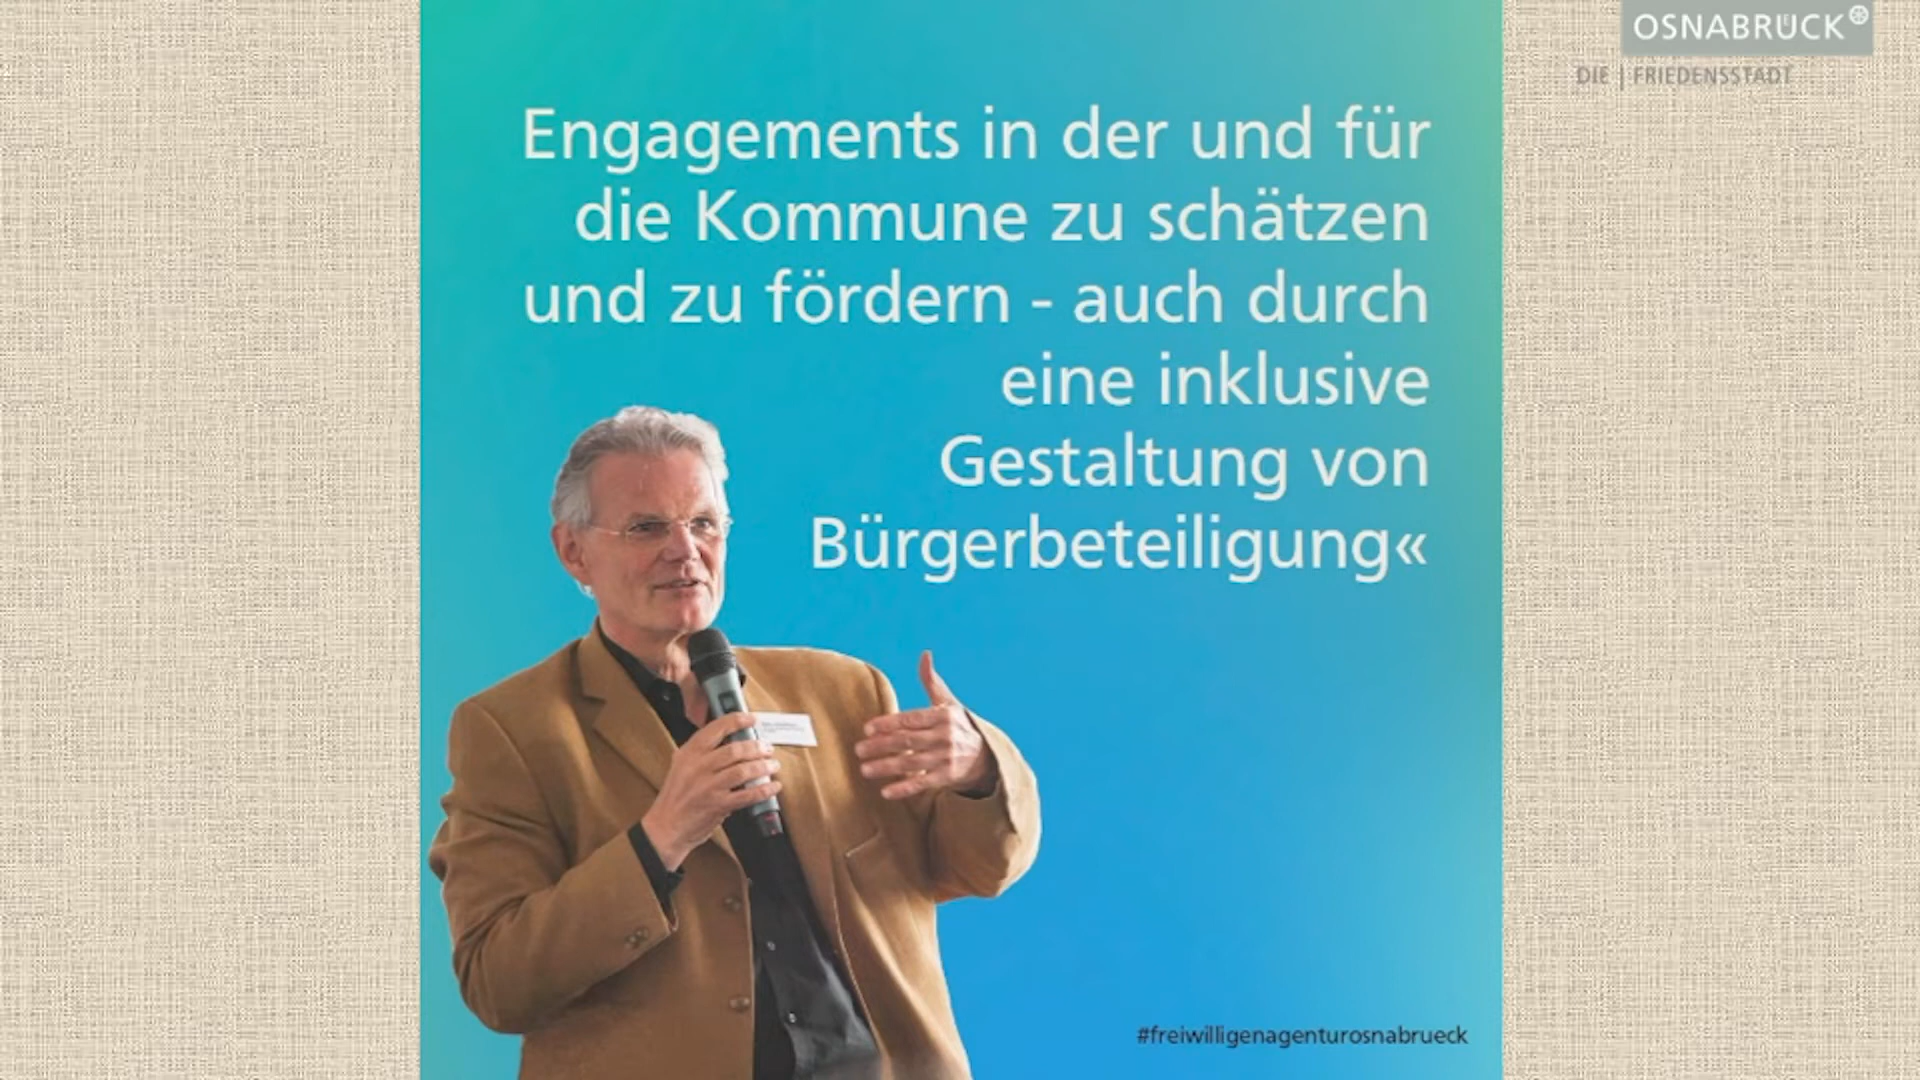 OSNABRÜCK
DIE | FRIEDENSSTADT
Engagements in der und für
die Kommune zu schätzen
und zu fördern - auch durch
eine inklusive
Gestaltung von
Bürgerbeteiligung«
#freiwilligenagenturosnabrueck